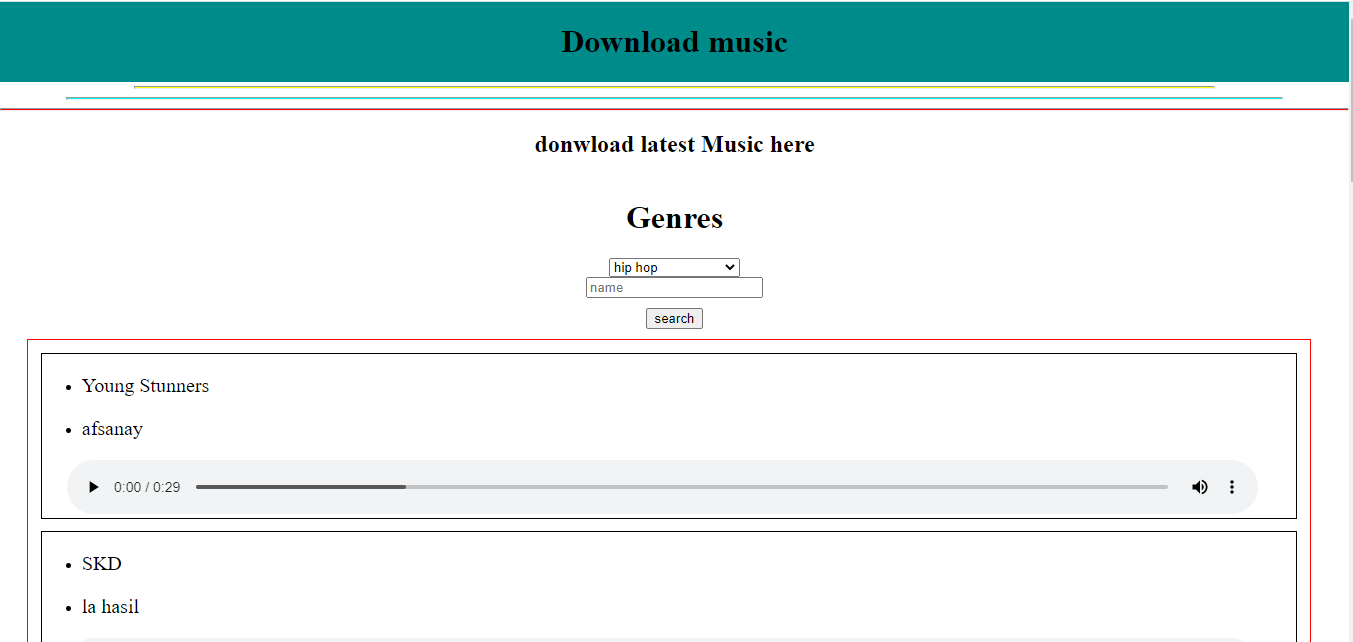 Download music
donwload latest Music here
Genres
hip hop
name
search
Young Stunners
afsanay
0:00 / 0:29
SKD
la hasil